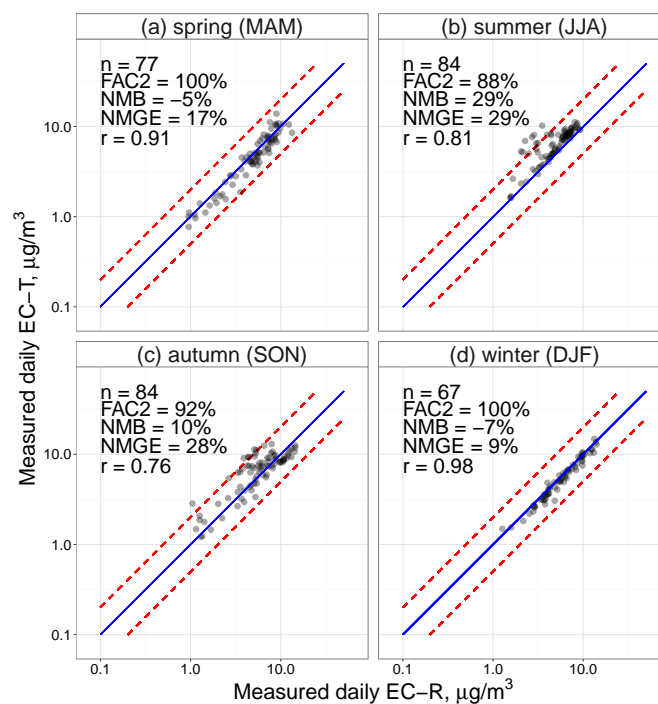 (a) spring (MAM)
n = 77
FAC2 = 100%
NMB = −5%
NMGE = 17%
r = 0.91
10.0
1.0
0.1
(b) summer (JJA)
n = 84
FAC2 = 88%
NMB = 29%
NMGE = 29%
r = 0.81
(c) autumn (SON)
n = 84
FAC2 = 92%
NMB = 10%
NMGE = 28%
r = 0.76
10.0
1.0
0.1
(d) winter (DJF)
n = 67
FAC2 = 100%
NMB = −7%
NMGE = 9%
r = 0.98
0.1 1.0 10.0
0.1 1.0 10.0
Measured daily EC−R, μg/m³
Measured daily EC−T, μg/m³